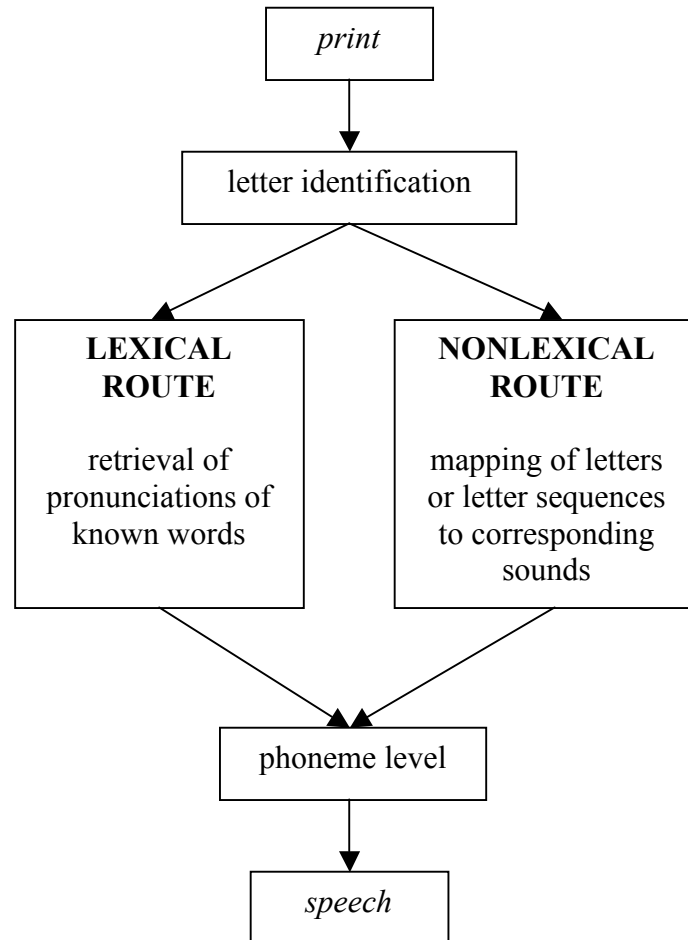 print
letter identification
LEXICAL
ROUTE
retrieval of
pronunciations of
known words
NONLEXICAL
ROUTE
mapping of letters
or letter sequences
to corresponding
sounds
phoneme level
speech